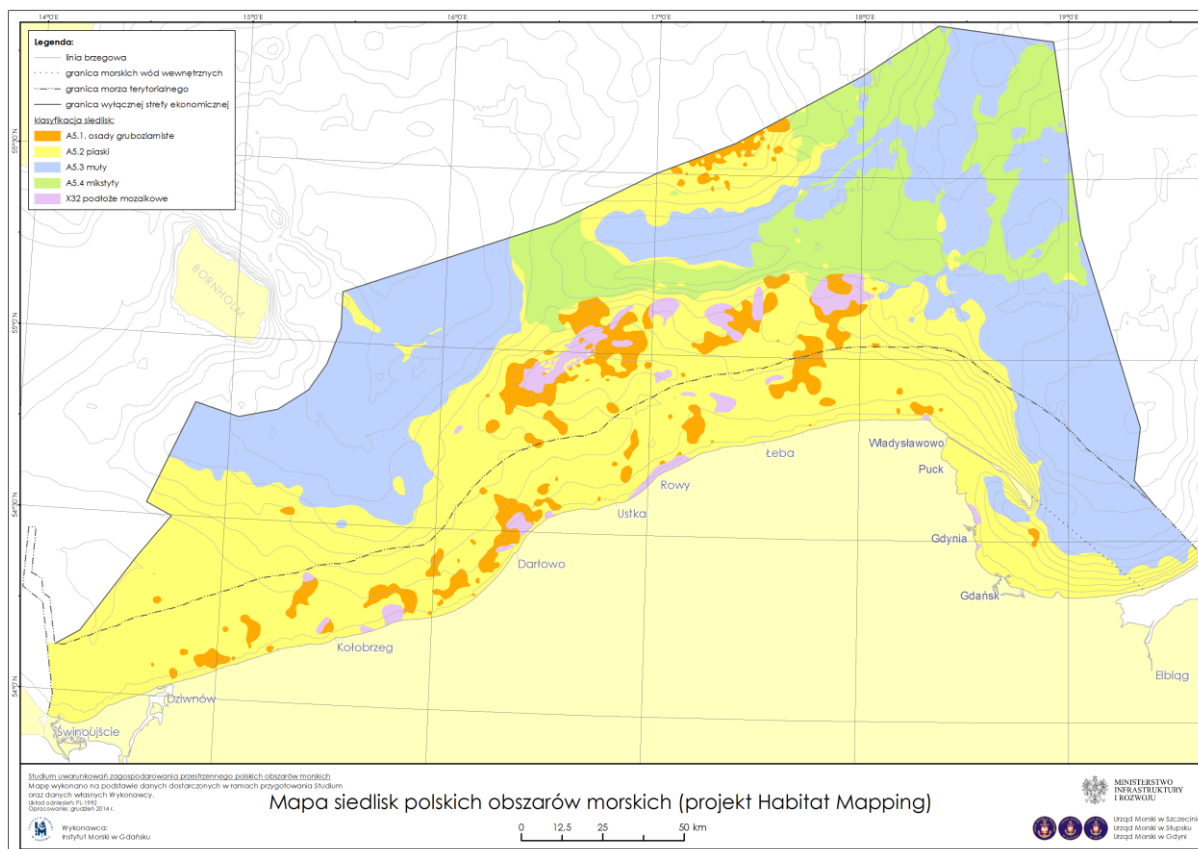 14°0'E 15°0'E 16°0'E 17°0'E 18°0'E 19°0'E
Legenda:
linia brzegowa
granica morskich wód wewnętrznych
granica morza terytorialnego
granica wyłącznej strefy ekonomicznej
klasyfikacja siedlisk:
A5.1. osady gruboziarniste
A5.2 piaski
A5.3 muły
A5.4 mikstyty
X32 podłoże mozaikowe
BORNHOLM
Władysławowo
Łeba
Puck
Rowy
Ustka
Gdynia
Darłowo
Gdańsk
Kołobrzeg
Elbląg
Dziwnów
Świnoujście
54°30'N
54°0'N
Studium uwarunkowań zagospodarowania przestrzennego polskich obszarów morskich
Mapę wykonano na podstawie danych dostarczonych w ramach przygotowania Studium
oraz danych własnych Wykonawcy.
Układ odniesień: PL-1992
Opracowanie: grudzień 2014 r.
Wykonawca:
Instytut Morski w Gdańsku
Mapa siedlisk polskich obszarów morskich (projekt Habitat Mapping)
0 12,5 25 50 km
MINISTERSTWO
INFRASTRUKTURY
I ROZWOJU
Urząd Morski w Szczecinie
Urząd Morski w Słupsku
Urząd Morski w Gdyni